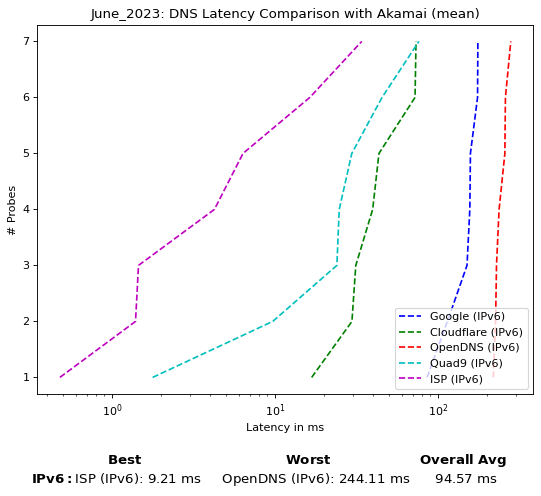 June_2023: DNS Latency Comparison with Akamai (mean)
7
6
5
4
3
2
1
# Probes
Google (IPv6)
Cloudflare (IPv6)
OpenDNS (IPv6)
Quad9 (IPv6)
ISP (IPv6)
10⁰ 10¹ 10²
Latency in ms
Best Worst Overall Avg
IPv6: ISP (IPv6): 9.21 ms OpenDNS (IPv6): 244.11 ms 94.57 ms